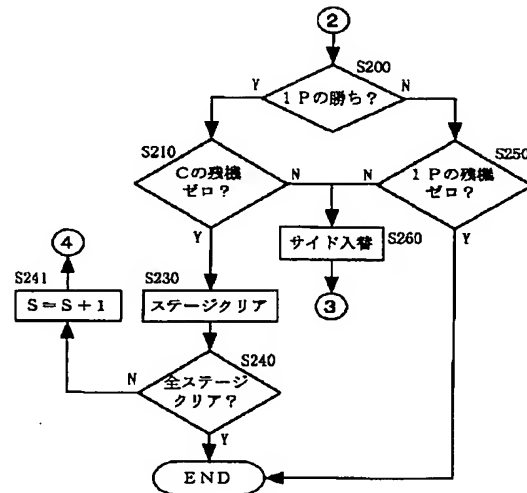 2
S200
Y
1Pの勝ち?
N
S210
Cの残機
ゼロ?
N
N
S250
1Pの残機
ゼロ?
Y
Y
サイド入替
S260
3
4
S241
S=S+1
S230
ステージクリア
N
S240
全ステージ
クリア?
Y
END